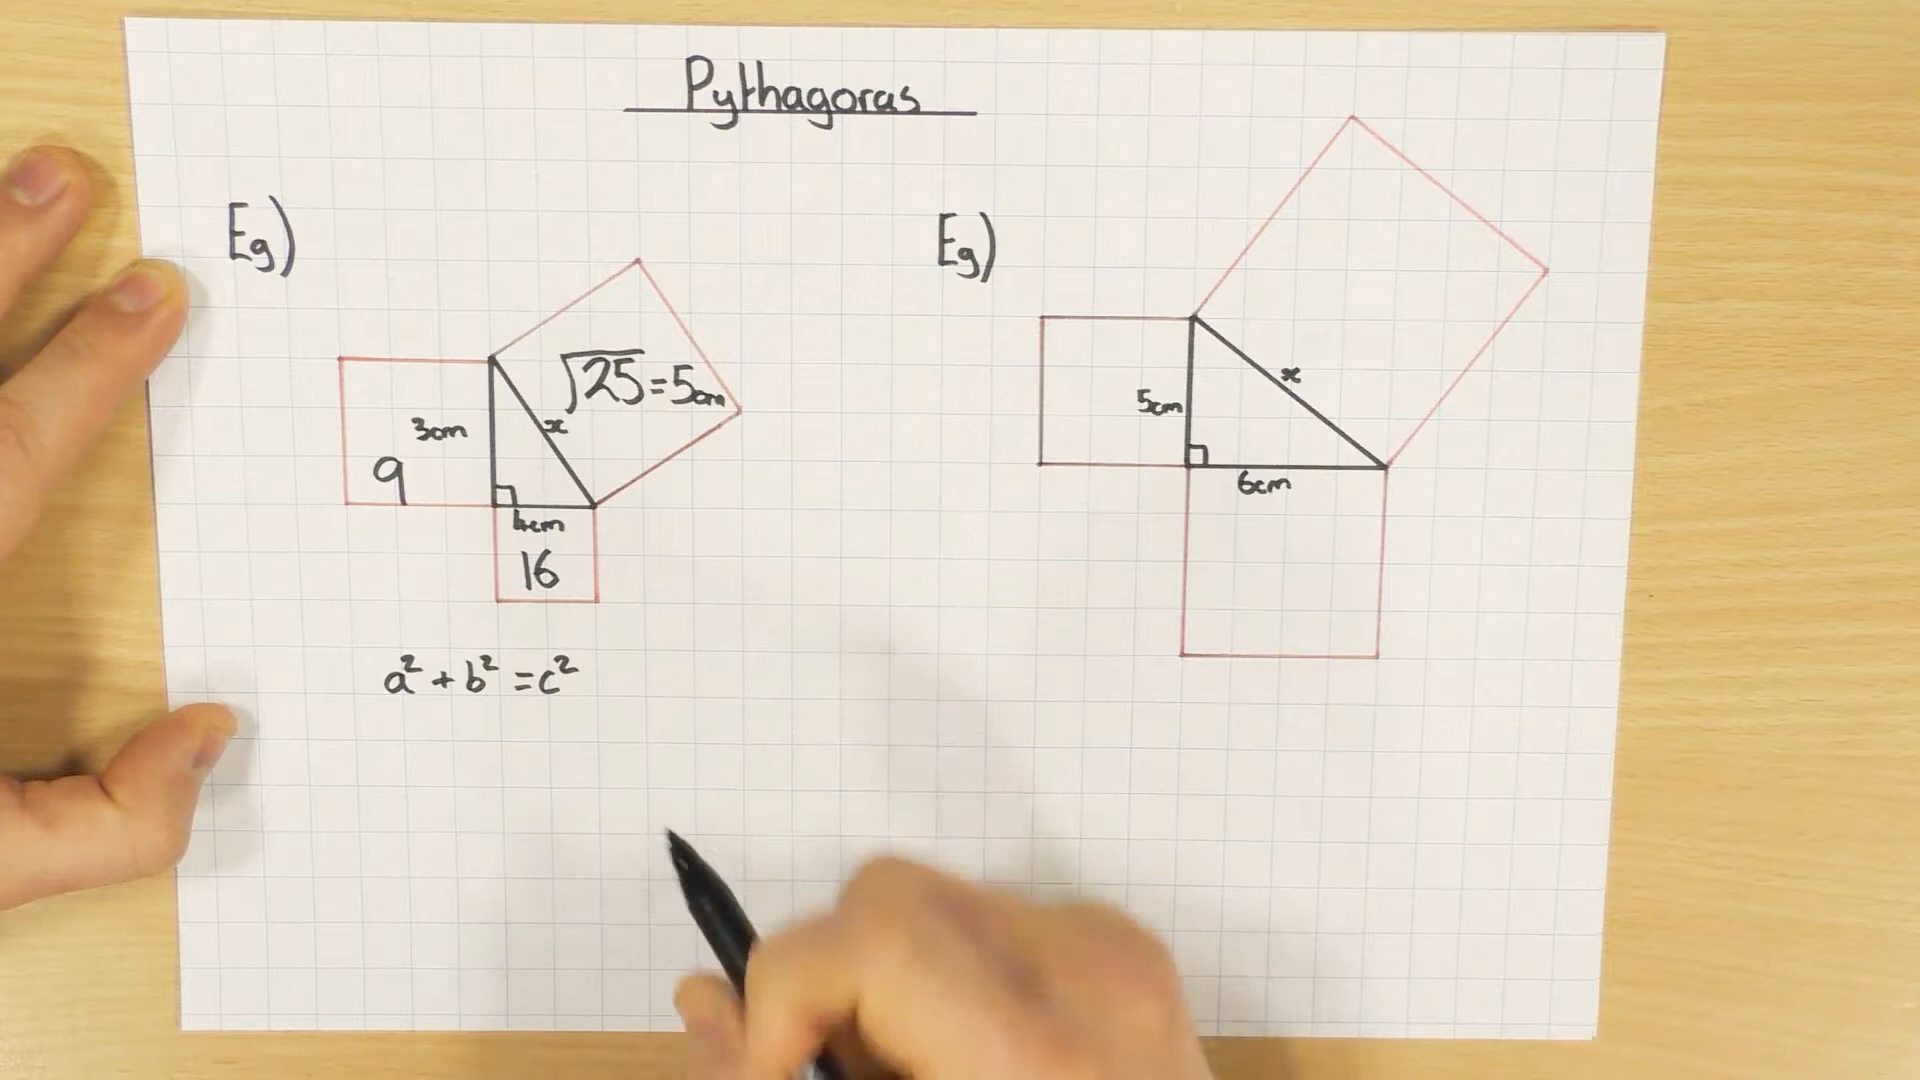 Pythagoras
Eg)
√25 = 5cm
x
3cm
9
4cm
16
a² + b² = c²
Eg)
x
5cm
6cm